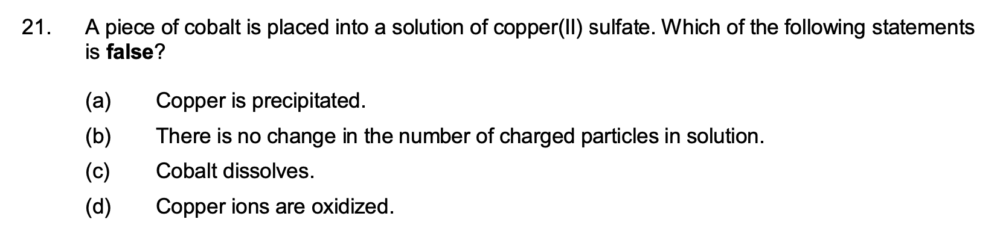 21. A piece of cobalt is placed into a solution of copper(II) sulfate. Which of the following statements
is false?
(a) Copper is precipitated.
(b) There is no change in the number of charged particles in solution.
(c) Cobalt dissolves.
(d) Copper ions are oxidized.